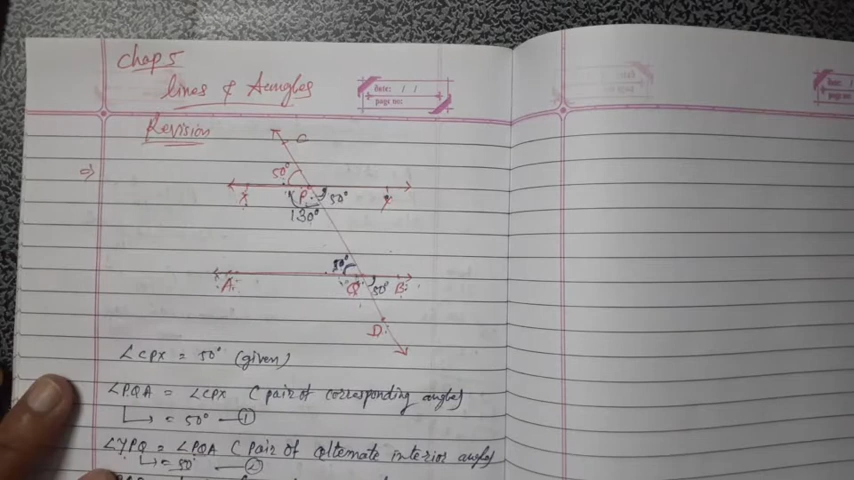 Chap 5
Lines & Aangles
Date: / /
page no:
Revision
C
50°
X
P
50°
Y
130°
50°
A
Q
50°
B
D
∠CPX = 50° (given)
∠PQA = ∠CPX (pair of corresponding angles)
= 50° — ①
∠YPQ = ∠PQA (Pair of alternate interior angles)
= 50° — ②